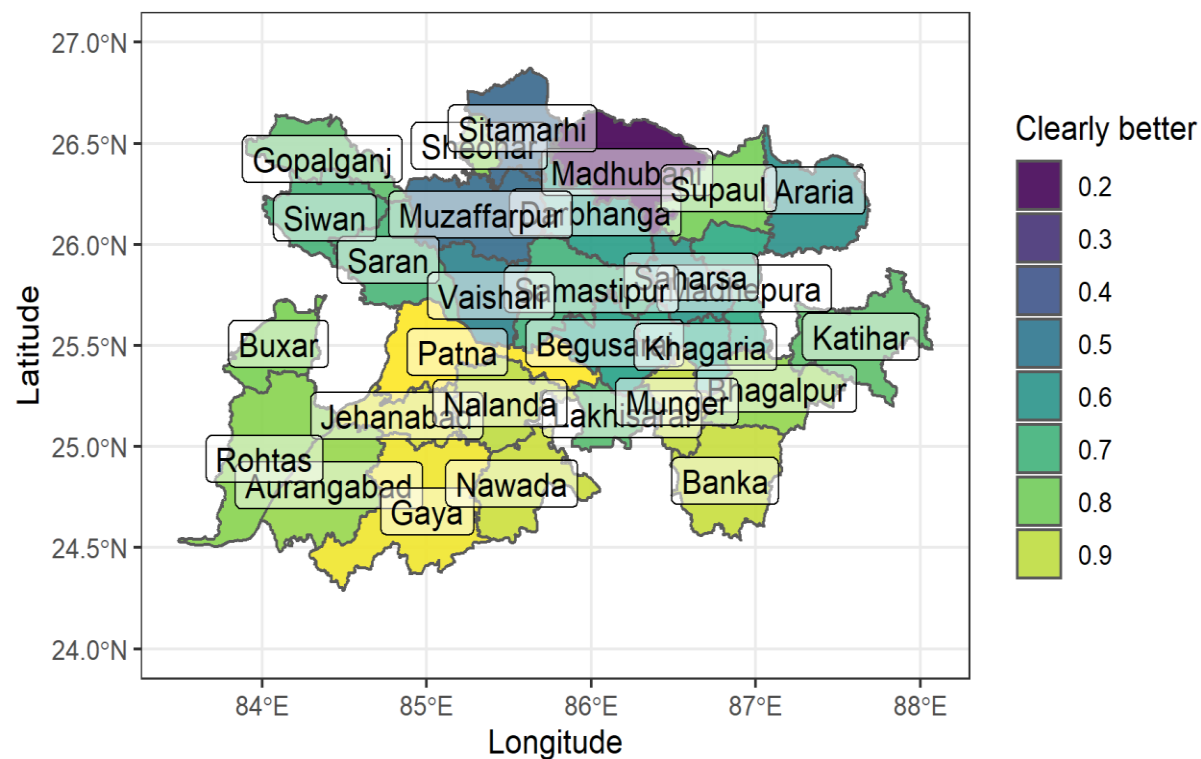 27.0°N
26.5°N
26.0°N
25.5°N
25.0°N
24.5°N
24.0°N
Latitude
Sitamarhi
Sheohar
Gopalganj
Madhubani
Supaul
Araria
Siwan
Muzaffarpur
Darbhanga
Saran
Vaishali
Samastipur
Saharsa
Madhepura
Buxar
Patna
Begusarai
Khagaria
Katihar
Jehanabad
Nalanda
Lakhisarai
Munger
Bhagalpur
Rohtas
Aurangabad
Gaya
Nawada
Banka
84°E 85°E 86°E 87°E 88°E
Longitude
Clearly better
0.2
0.3
0.4
0.5
0.6
0.7
0.8
0.9